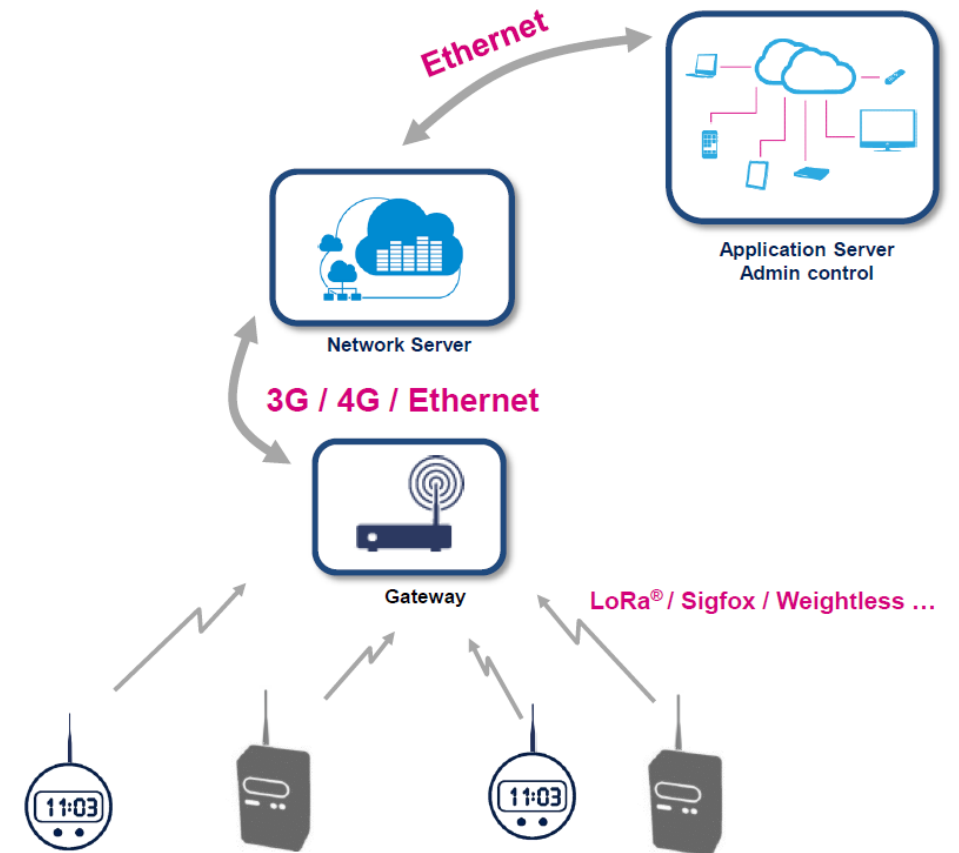 Ethernet
Application Server
Admin control
Network Server
3G / 4G / Ethernet
Gateway
LoRa® / Sigfox / Weightless ...
11:03
11:03